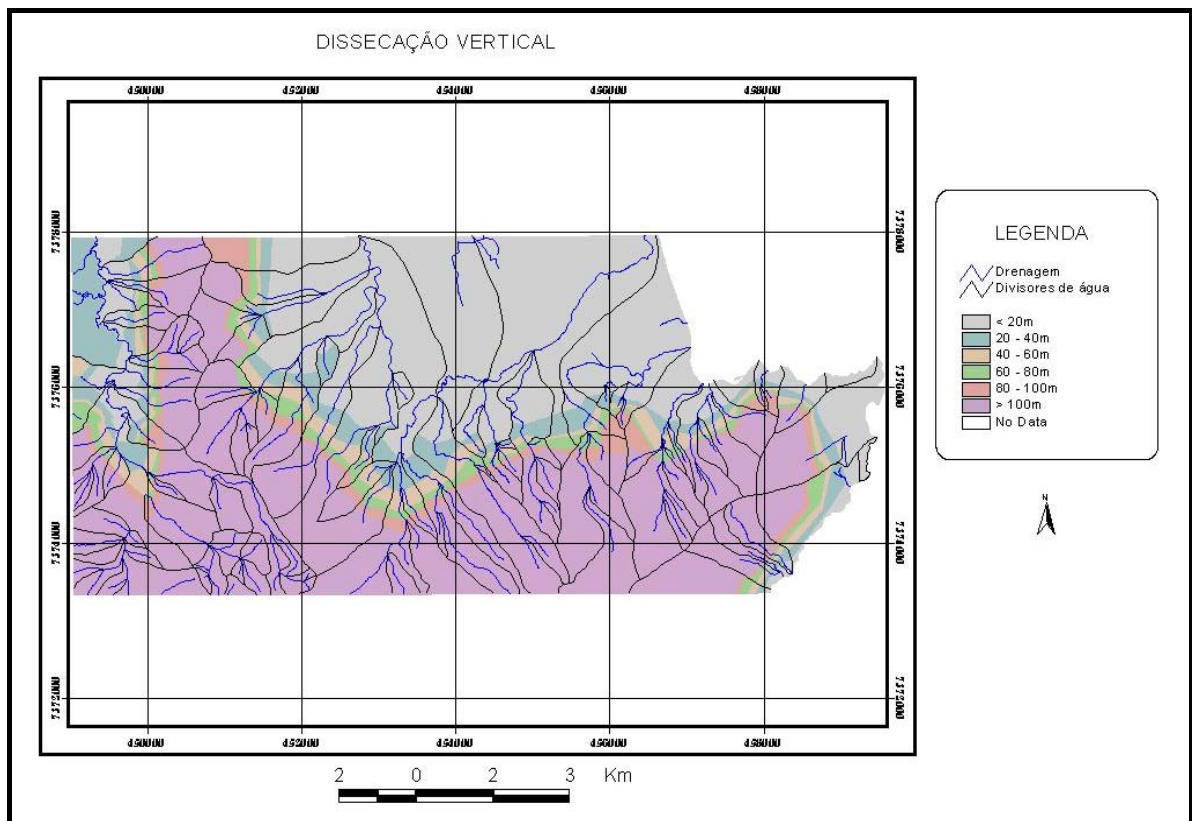 DISSECAÇÃO VERTICAL
450000 452000 454000 456000 458000
7378000 7378000
7376000 7376000
7374000 7374000
7372000 7372000
450000 452000 454000 456000 458000
2 0 2 3 Km
LEGENDA
Drenagem
Divisores de água
< 20m
20 - 40m
40 - 60m
60 - 80m
80 - 100m
> 100m
No Data
N